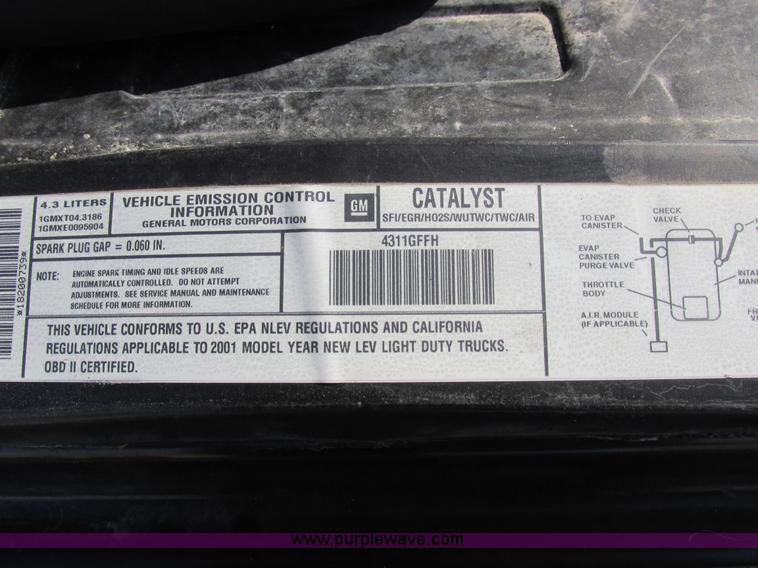 4.3 LITERS
1GMXT04.3186
1GMXE0095904
VEHICLE EMISSION CONTROL
INFORMATION
GENERAL MOTORS CORPORATION
GM
CATALYST
SFI/EGR/HO2S/WUTWC/TWC/AIR
SPARK PLUG GAP = 0.060 IN.
NOTE: ENGINE SPARK TIMING AND IDLE SPEEDS ARE
AUTOMATICALLY CONTROLLED. DO NOT ATTEMPT
ADJUSTMENTS. SEE SERVICE MANUAL AND MAINTENANCE
SCHEDULE FOR MORE INFORMATION.
4311GFFH
THIS VEHICLE CONFORMS TO U.S. EPA NLEV REGULATIONS AND CALIFORNIA
REGULATIONS APPLICABLE TO 2001 MODEL YEAR NEW LEV LIGHT DUTY TRUCKS.
OBD II CERTIFIED.
*18200739*
TO EVAP
CANISTER
CHECK
VALVE
EVAP
CANISTER
PURGE VALVE
THROTTLE
BODY
A.I.R. MODULE
(IF APPLICABLE)
INTA
MANI
FR
V
www.purplewave.com